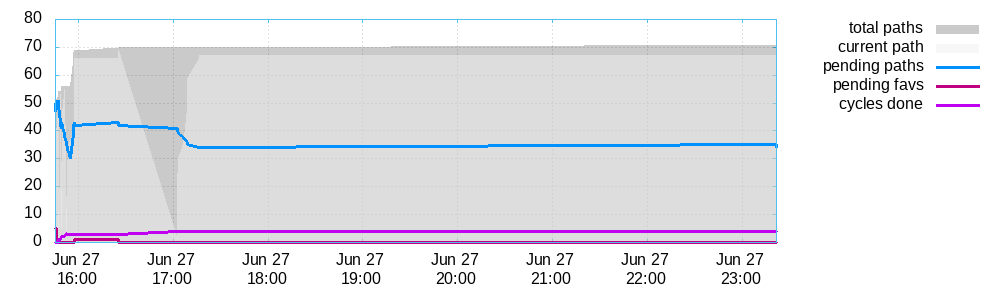 80
70
60
50
40
30
20
10
0
Jun 27 Jun 27 Jun 27 Jun 27 Jun 27 Jun 27 Jun 27 Jun 27
16:00 17:00 18:00 19:00 20:00 21:00 22:00 23:00
total paths
current path
pending paths
pending favs
cycles done